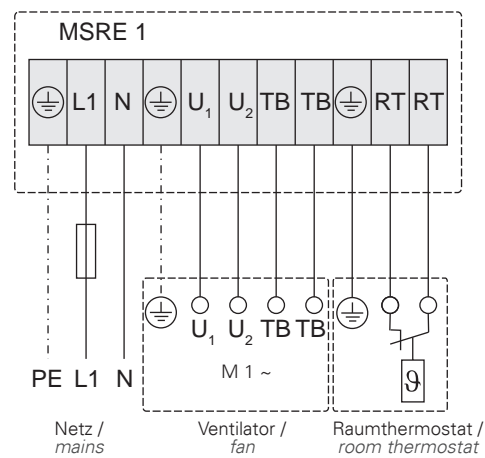 MSRE 1
L1 N U1 U2 TB TB RT RT
U1 U2 TB TB
M 1 ~
ϑ
PE L1 N
Netz / Ventilator / Raumthermostat /
mains fan room thermostat